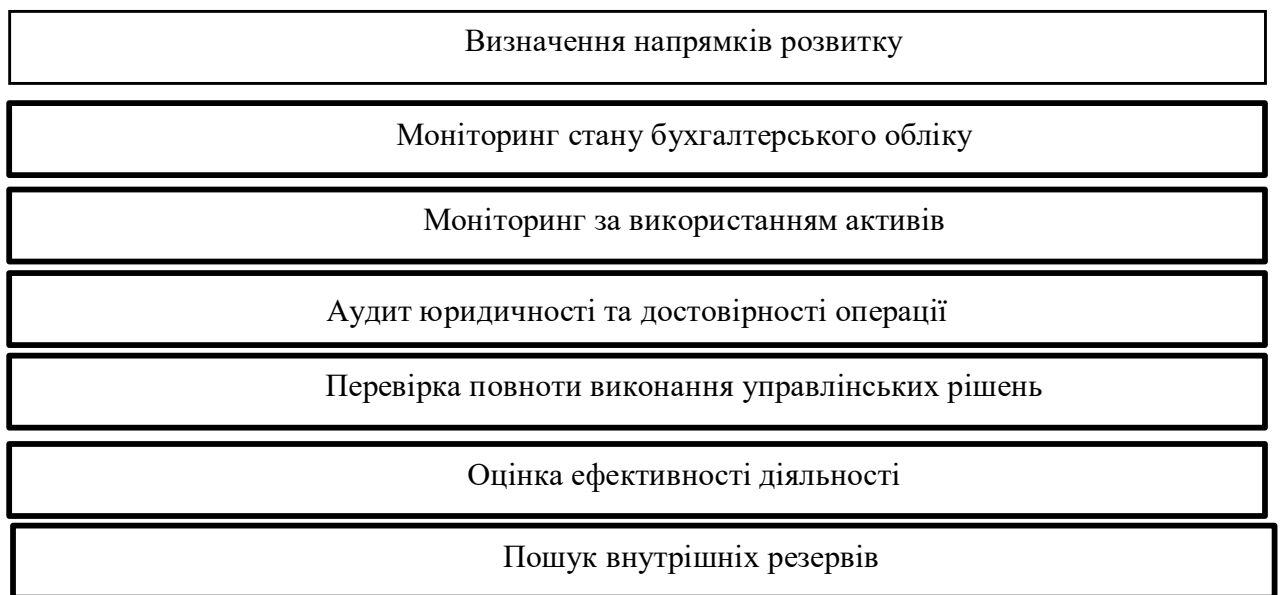 Визначення напрямків розвитку
Моніторинг стану бухгалтерського обліку
Моніторинг за використанням активів
Аудит юридичності та достовірності операції
Перевірка повноти виконання управлінських рішень
Оцінка ефективності діяльності
Пошук внутрішніх резервів